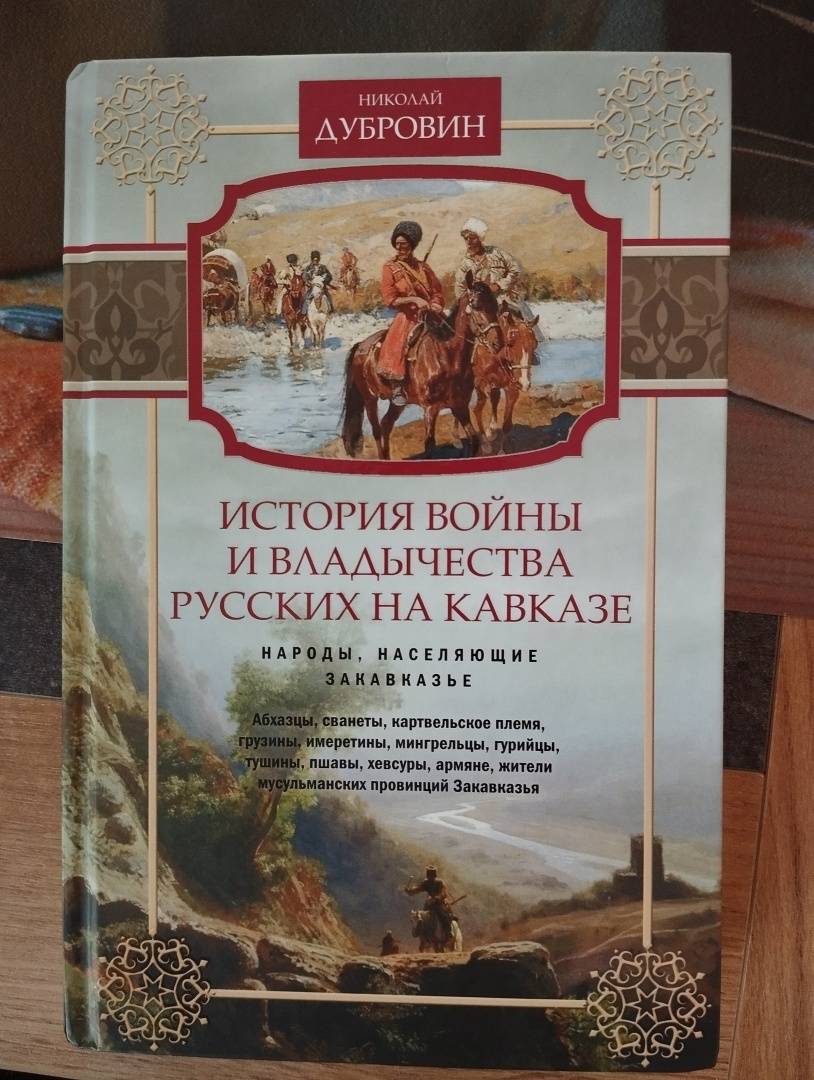 НИКОЛАЙ
ДУБРОВИН
ИСТОРИЯ ВОЙНЫ
И ВЛАДЫЧЕСТВА
РУССКИХ НА КАВКАЗЕ
НАРОДЫ, НАСЕЛЯЮЩИЕ
ЗАКАВКАЗЬЕ
Абхазцы, сванеты, картвельское племя,
грузины, имеретины, мингрельцы, гурийцы,
тушины, пшавы, хевсуры, армяне, жители
мусульманских провинций Закавказья